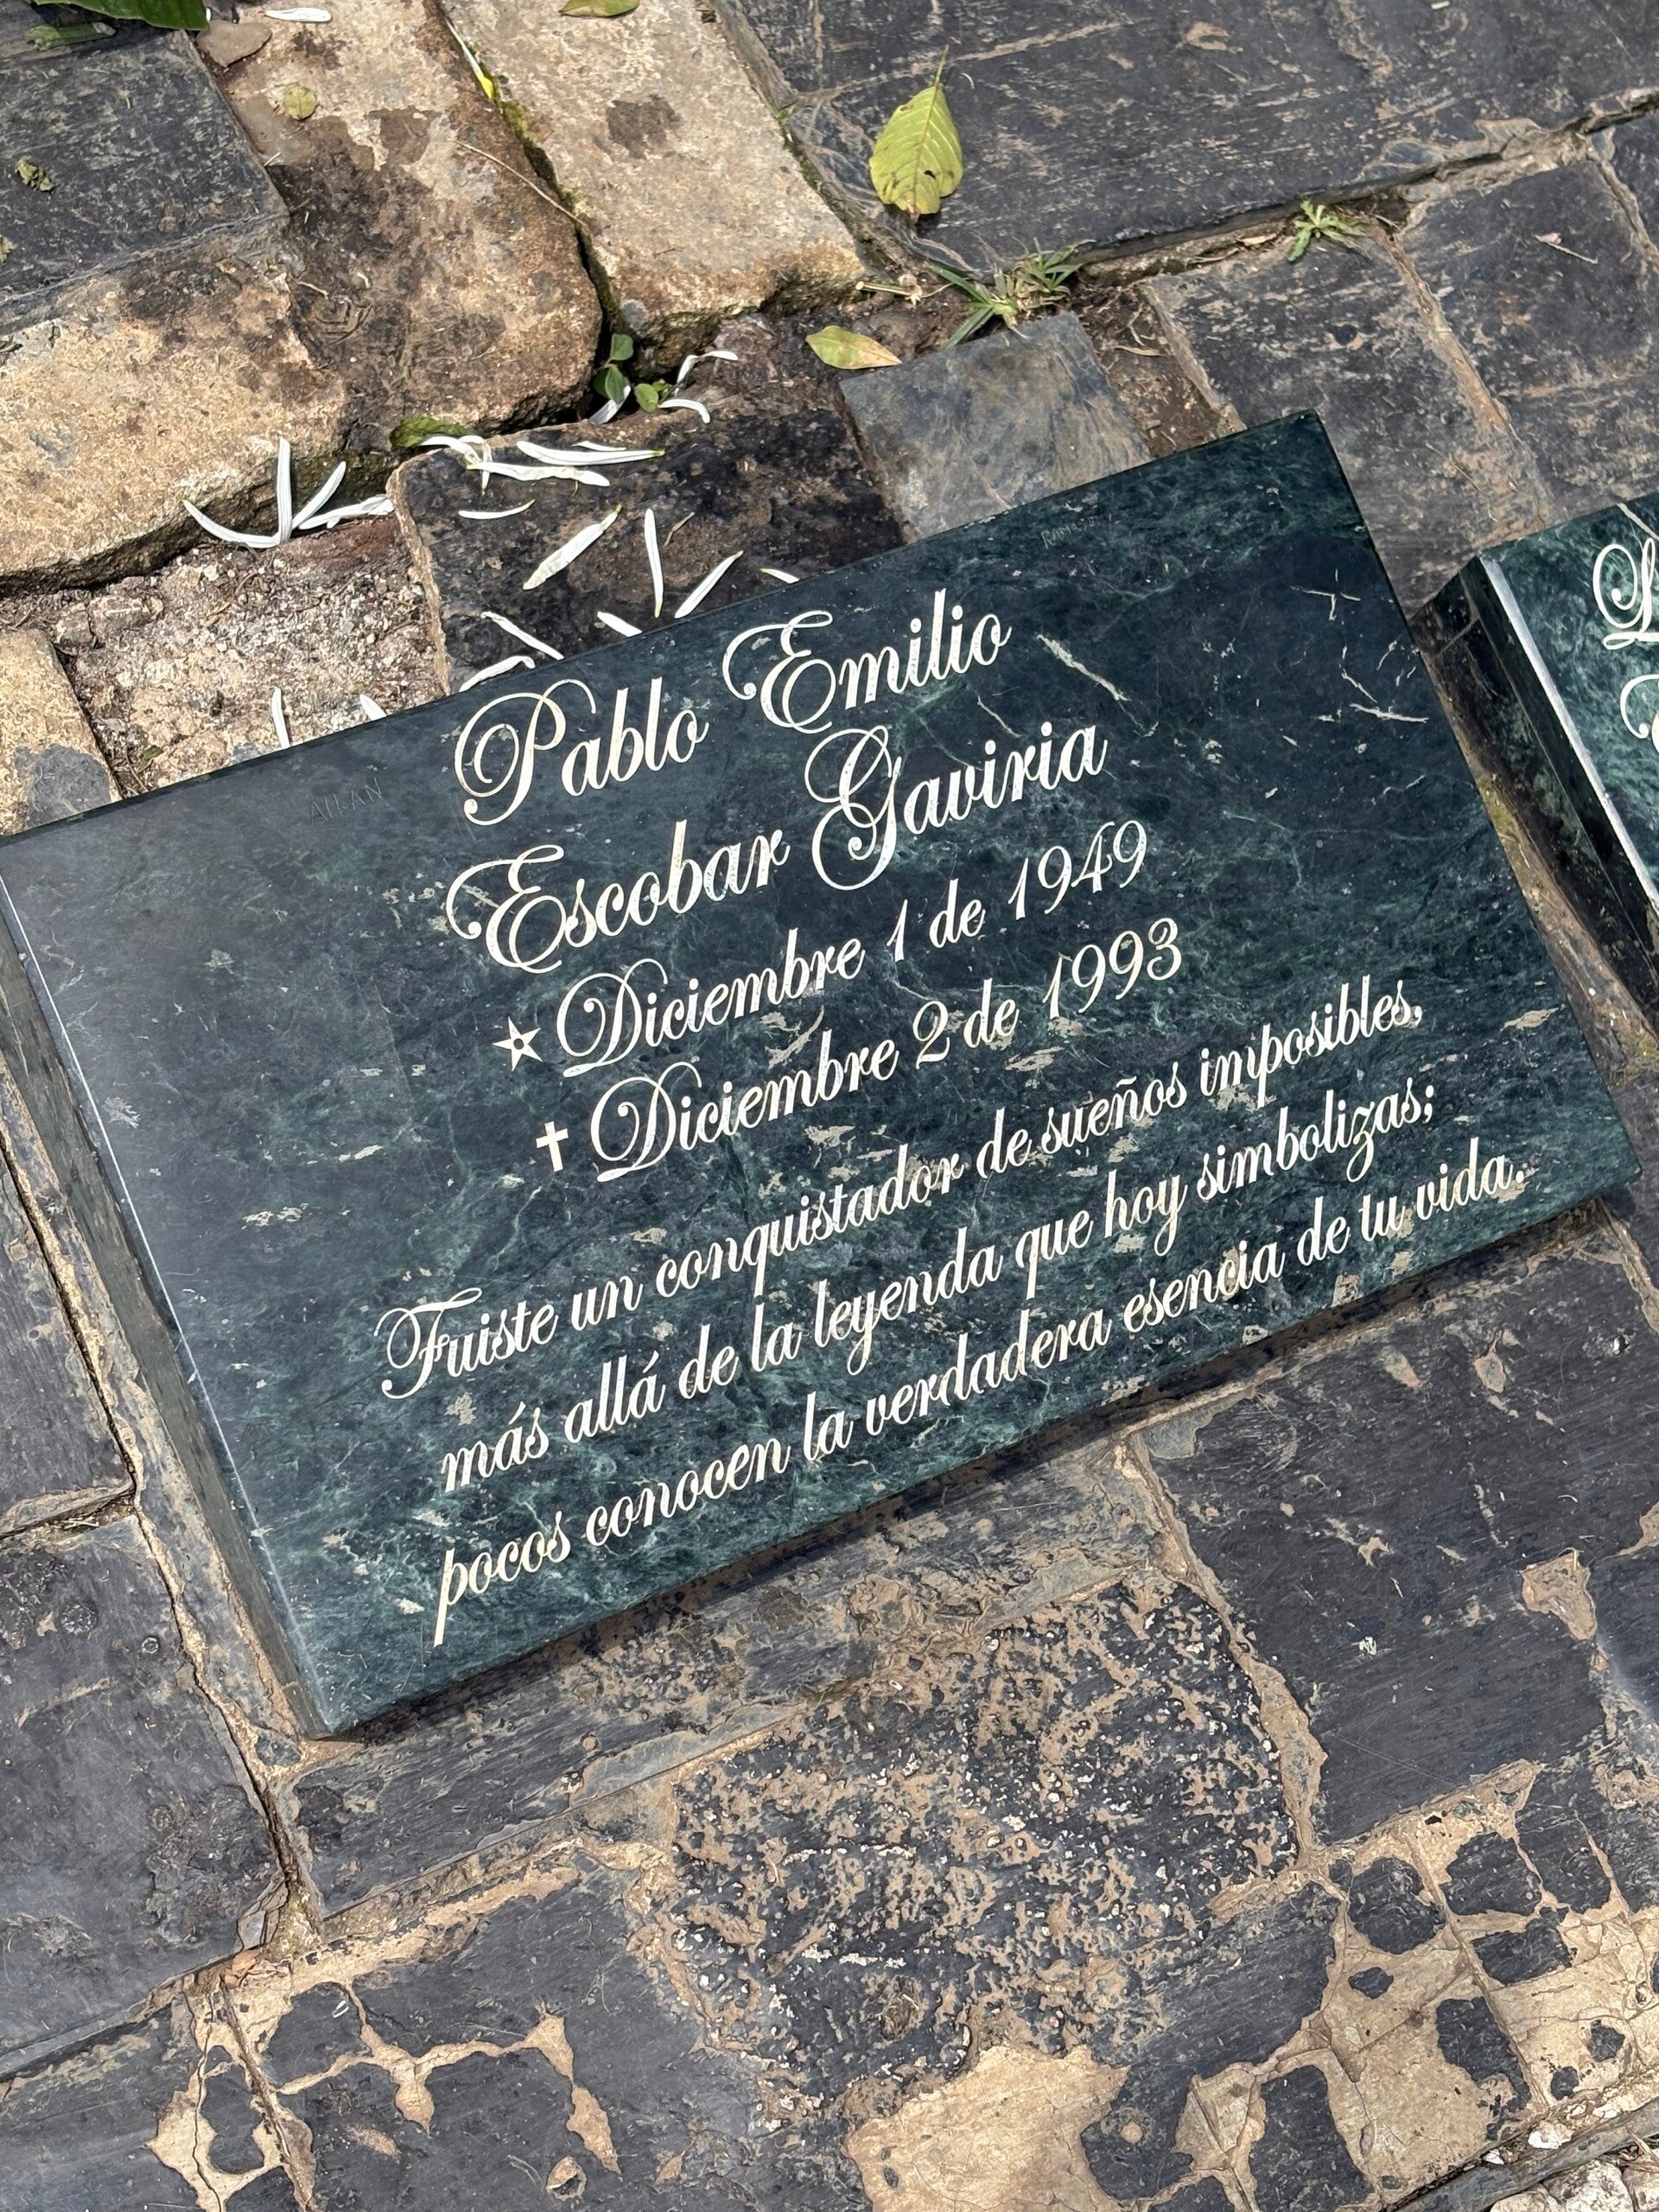 Pablo Emilio
Escobar Gaviria
Diciembre 1 de 1949
Diciembre 2 de 1993
Fuiste un conquistador de sueños imposibles,
más allá de la leyenda que hoy simbolizas;
pocos conocen la verdadera esencia de tu vida.
ALLAN